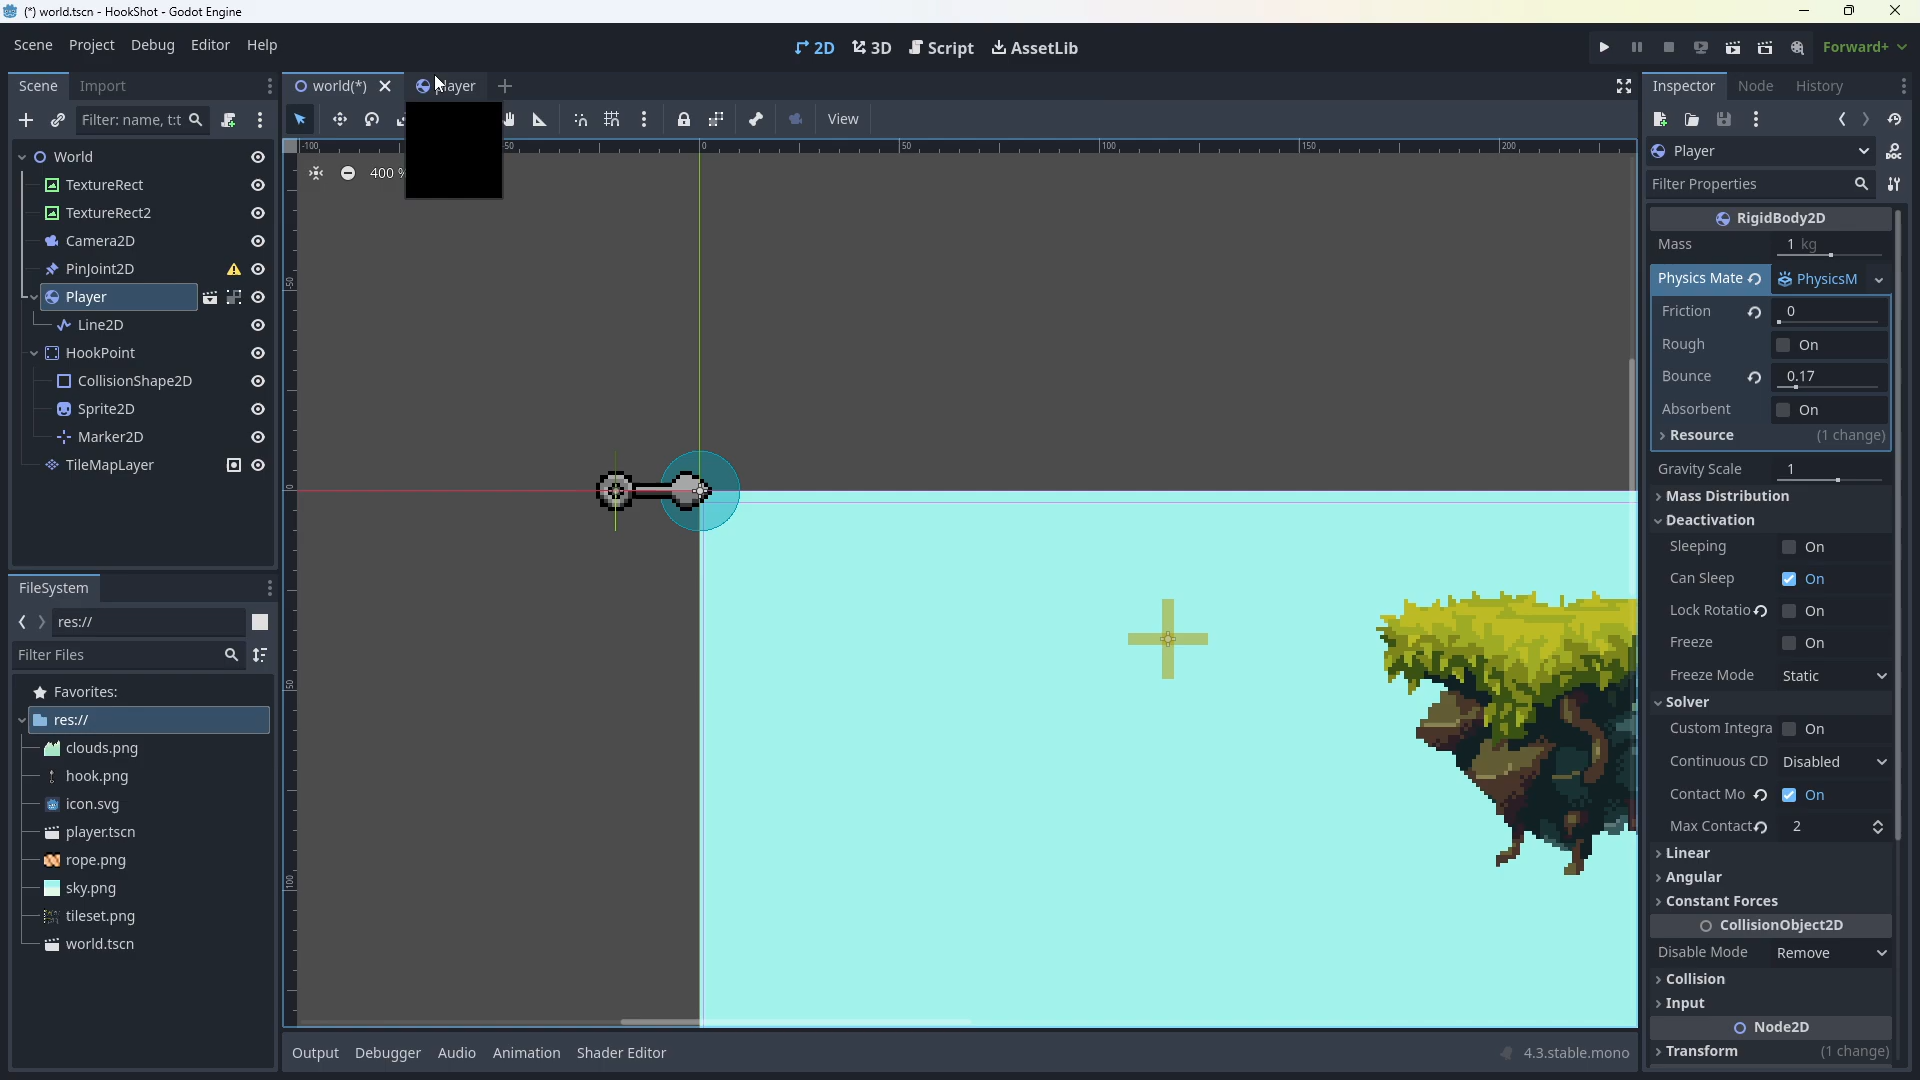 (*) world.tscn - HookShot - Godot Engine
Scene Project Debug Editor Help
2D 3D Script AssetLib
Forward+
Scene Import
Filter: name, t:t
World
TextureRect
TextureRect2
Camera2D
PinJoint2D
Player
Line2D
HookPoint
CollisionShape2D
Sprite2D
Marker2D
TileMapLayer
FileSystem
res://
Filter Files
Favorites:
res://
clouds.png
hook.png
icon.svg
player.tscn
rope.png
sky.png
tileset.png
world.tscn
world(*)
View
-100 -50 0 50 100 150 200
400 %
-50
0
50
100
Output Debugger Audio Animation Shader Editor
4.3.stable.mono
Inspector Node History
Player
Filter Properties
RigidBody2D
Mass 1 kg
Physics Mate PhysicsM
Friction 0
Rough On
Bounce 0.17
Absorbent On
Resource (1 change)
Gravity Scale 1
Mass Distribution
Deactivation
Sleeping On
Can Sleep On
Lock Rotatio On
Freeze On
Freeze Mode Static
Solver
Custom Integra On
Continuous CD Disabled
Contact Mo On
Max Contact 2
Linear
Angular
Constant Forces
CollisionObject2D
Disable Mode Remove
Collision
Input
Node2D
Transform (1 change)